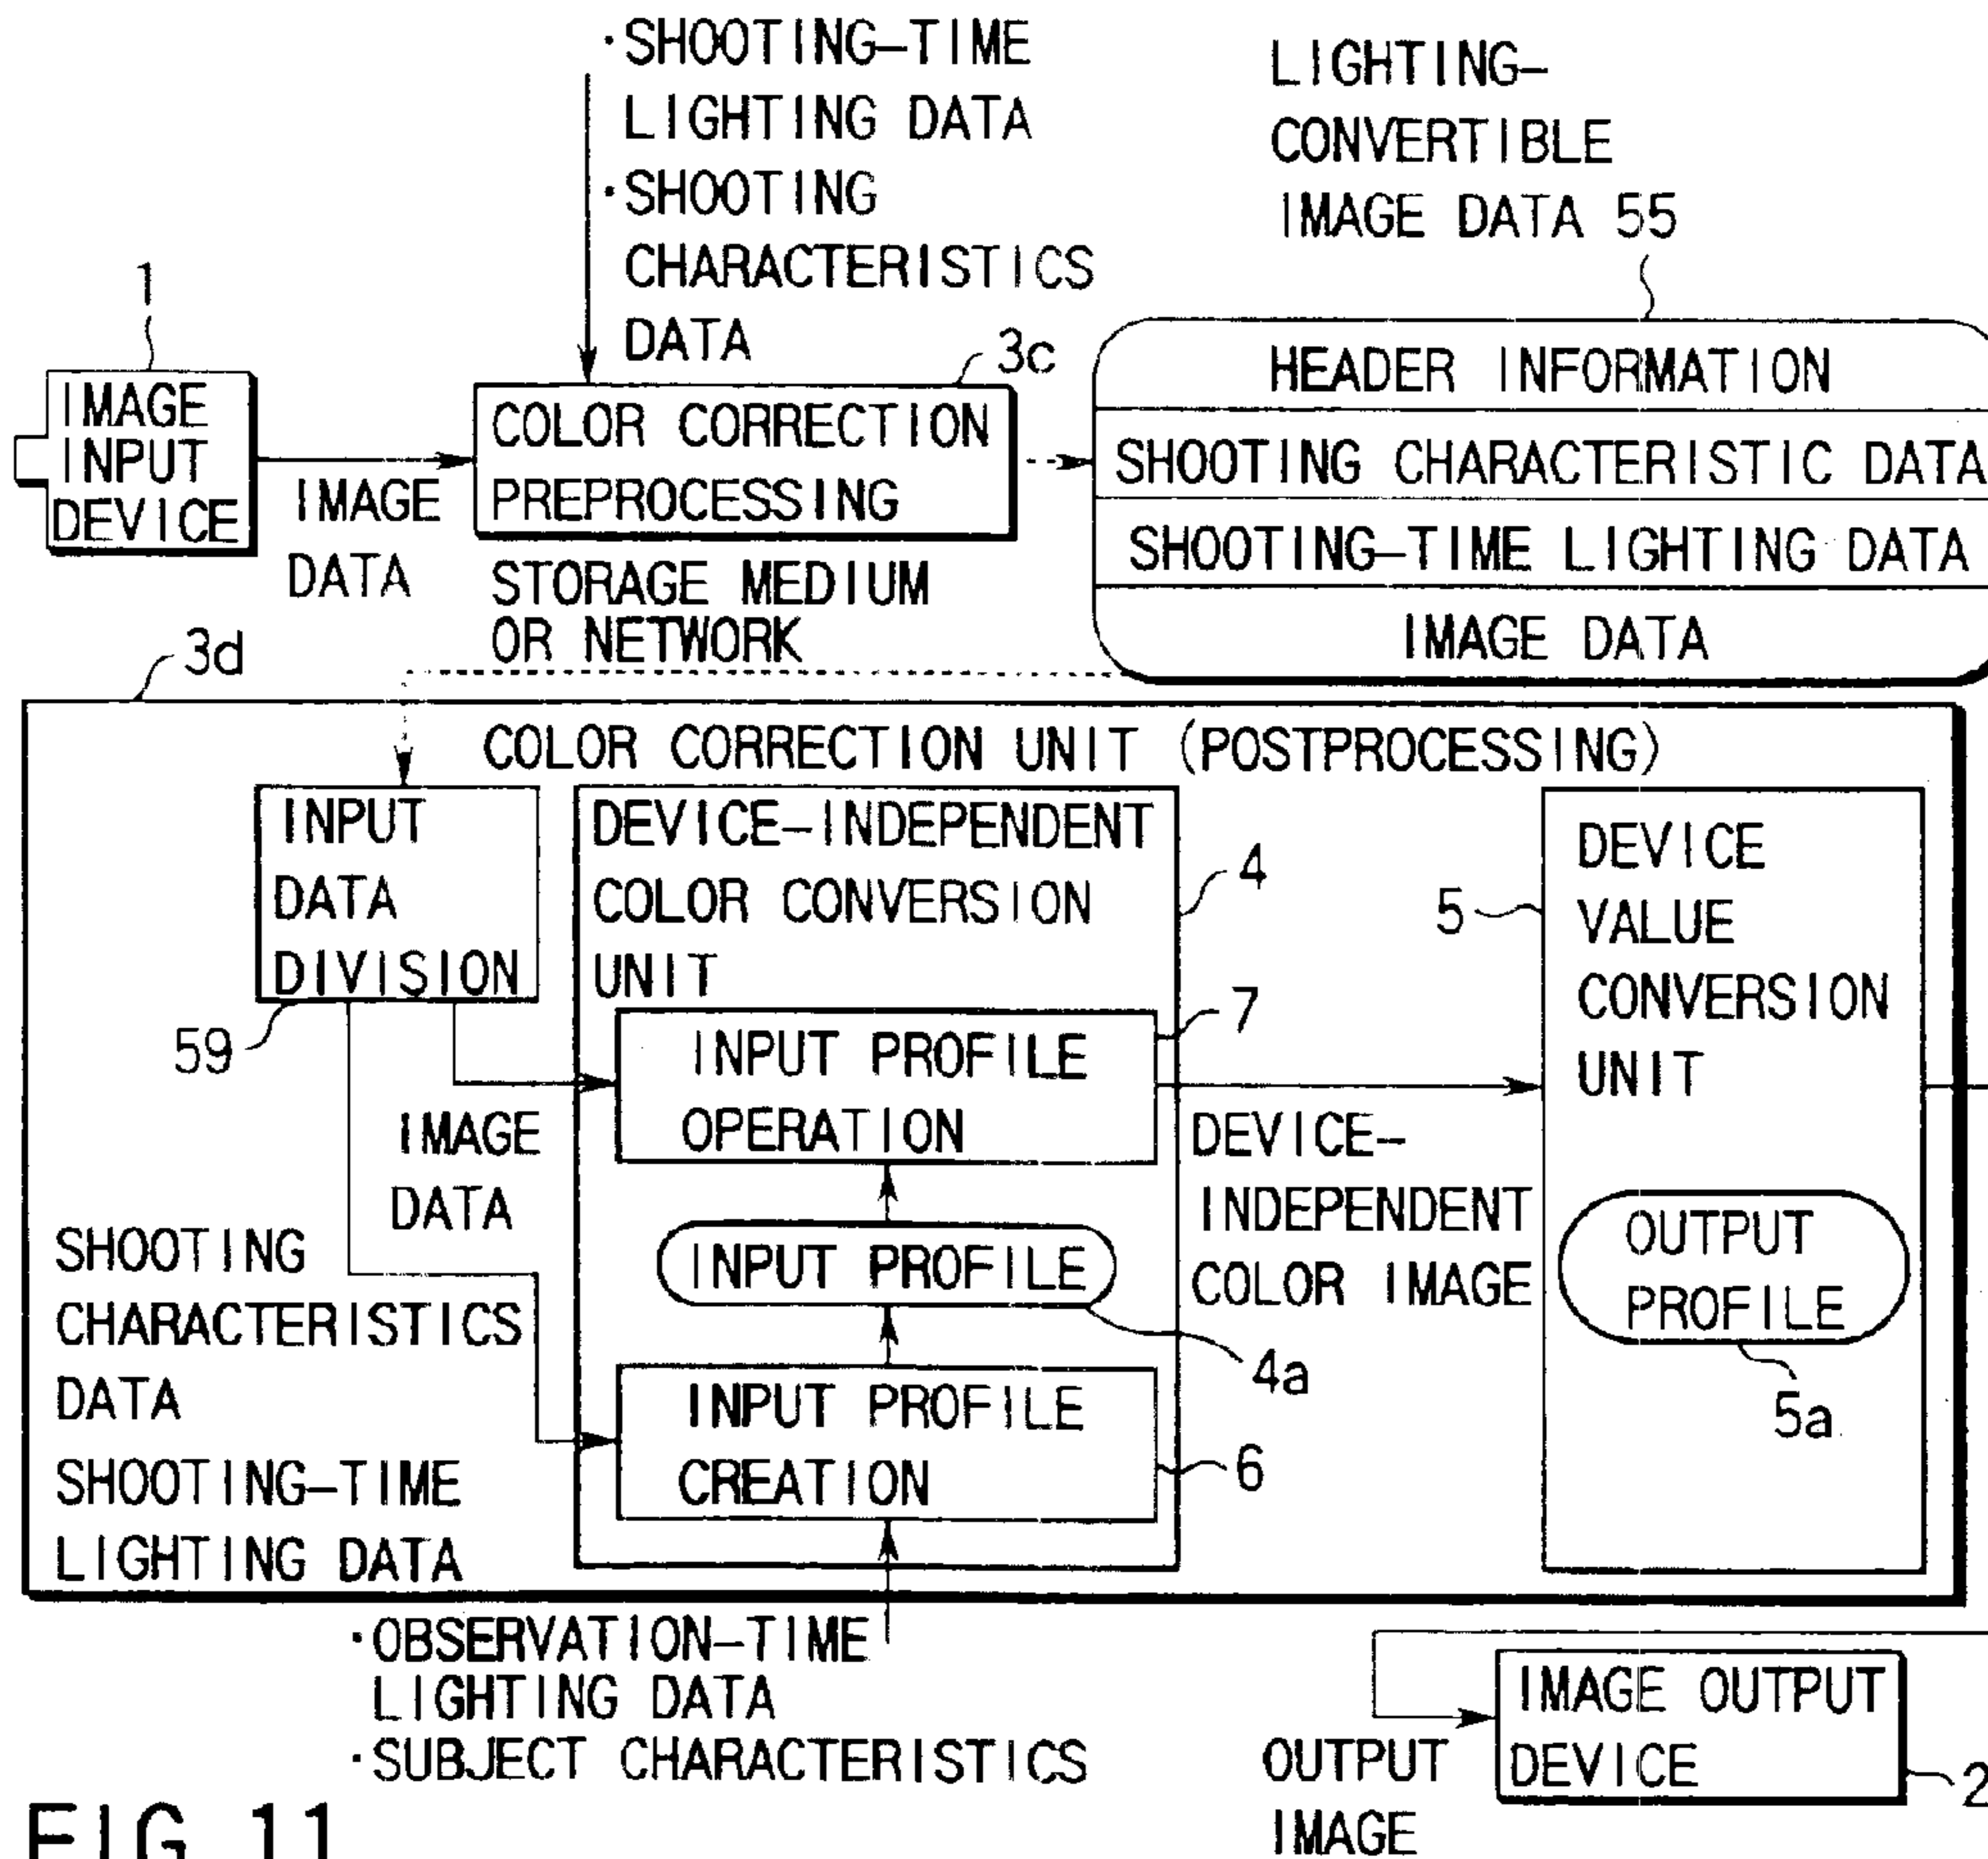 ·SHOOTING-TIME
LIGHTING DATA
·SHOOTING
CHARACTERISTICS
DATA
LIGHTING-
CONVERTIBLE
IMAGE DATA 55
1
IMAGE
INPUT
DEVICE
IMAGE
DATA
3c
COLOR CORRECTION
PREPROCESSING
STORAGE MEDIUM
OR NETWORK
HEADER INFORMATION
SHOOTING CHARACTERISTIC DATA
SHOOTING-TIME LIGHTING DATA
IMAGE DATA
3d
COLOR CORRECTION UNIT (POSTPROCESSING)
INPUT
DATA
DIVISION
59
DEVICE-INDEPENDENT
COLOR CONVERSION
UNIT
4
7
INPUT PROFILE
OPERATION
IMAGE
DATA
INPUT PROFILE
4a
INPUT PROFILE
CREATION
6
SHOOTING
CHARACTERISTICS
DATA
SHOOTING-TIME
LIGHTING DATA
DEVICE-
INDEPENDENT
COLOR IMAGE
5
DEVICE
VALUE
CONVERSION
UNIT
OUTPUT
PROFILE
5a
·OBSERVATION-TIME
LIGHTING DATA
·SUBJECT CHARACTERISTICS
OUTPUT
IMAGE
IMAGE OUTPUT
DEVICE
2
FIG.11